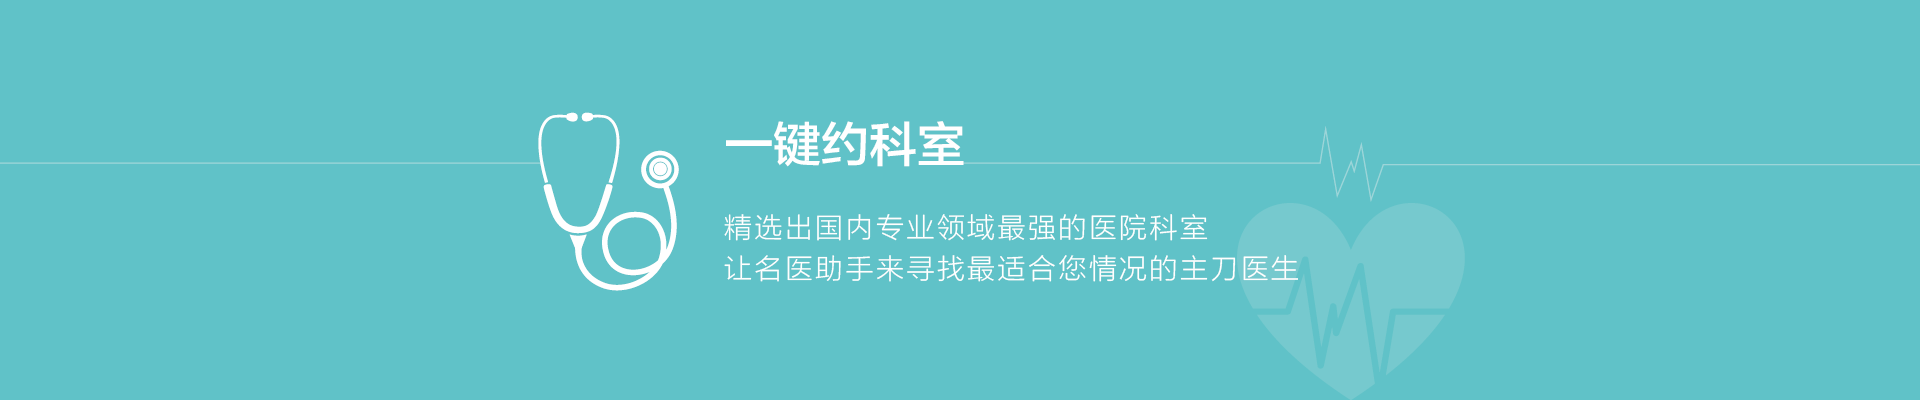 一键约科室
精选出国内专业领域最强的医院科室
让名医助手来寻找最适合您情况的主刀医生